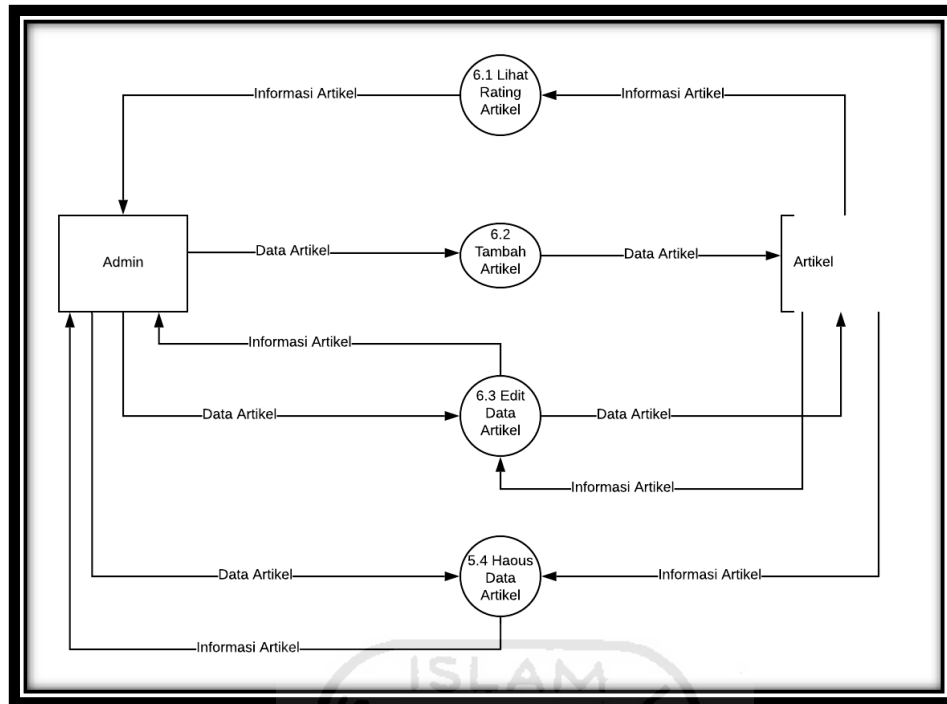 6.1 Lihat
Rating
Artikel
Informasi Artikel
Informasi Artikel
Admin
Data Artikel
6.2
Tambah
Artikel
Data Artikel
Artikel
Informasi Artikel
Data Artikel
6.3 Edit
Data
Artikel
Data Artikel
Informasi Artikel
Data Artikel
5.4 Haous
Data
Artikel
Informasi Artikel
Informasi Artikel
ISLAM